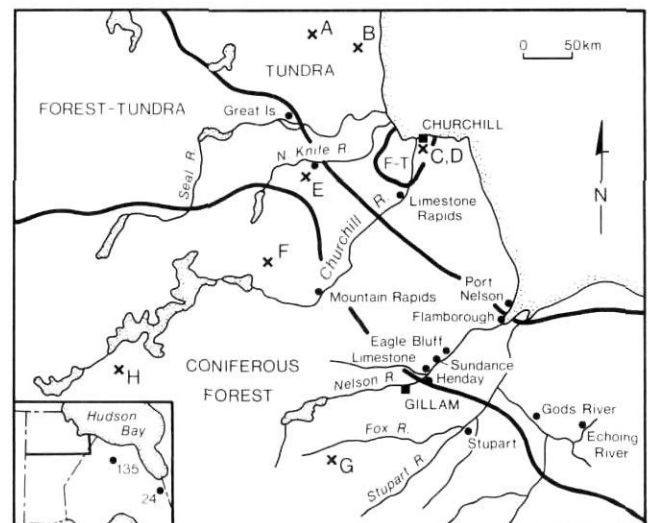 A
B
0 50km
TUNDRA
FOREST-TUNDRA
Great Is
CHURCHILL
C,D
F-T
N. Knife R.
Seal R.
E
N
Limestone
Rapids
Churchill R.
F
Port
Nelson
Mountain Rapids
Flamborough
Eagle Bluff
Limestone
Sundance
H
CONIFEROUS
FOREST
Nelson R
Henday
GILLAM
Gods River
Hudson
Bay
Fox R.
Echoing
River
Stupart
G
Stupart R.
135
24